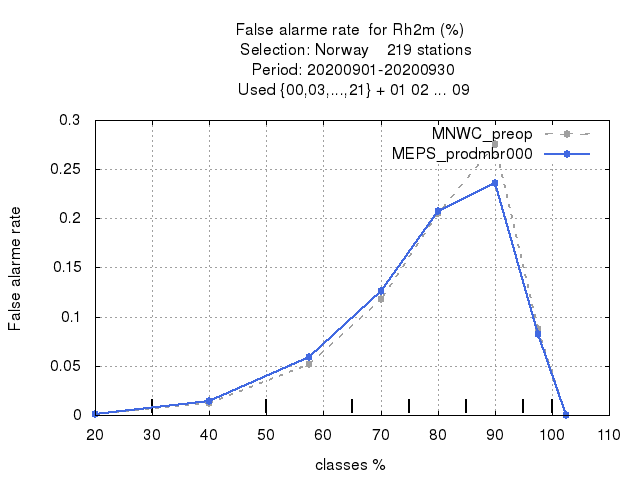 False alarme rate  for Rh2m (%)
Selection: Norway    219 stations
Period: 20200901-20200930
Used {00,03,...,21} + 01 02 ... 09
MNWC_preop
MEPS_prodmbr000
False alarme rate
0.3
0.25
0.2
0.15
0.1
0.05
0
20 30 40 50 60 70 80 90 100 110
classes %